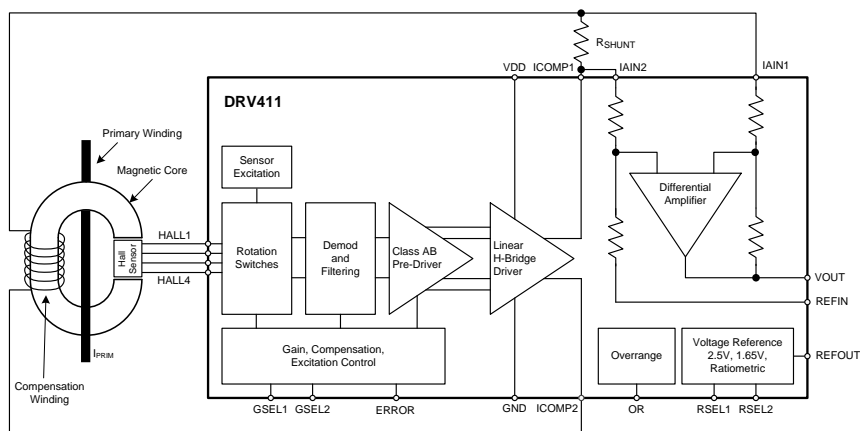 RSHUNT
VDD
ICOMP1
IAIN2
IAIN1
DRV411
Primary Winding
Magnetic Core
Sensor
Excitation
Differential
Amplifier
HALL1
Hall
Sensor
HALL4
Rotation
Switches
Demod
and
Filtering
Class AB
Pre-Driver
Linear
H-Bridge
Driver
VOUT
REFIN
IPRIM
Compensation
Winding
Gain, Compensation,
Excitation Control
Overrange
Voltage Reference
2.5V, 1.65V,
Ratiometric
REFOUT
GSEL1
GSEL2
ERROR
GND
ICOMP2
OR
RSEL1
RSEL2